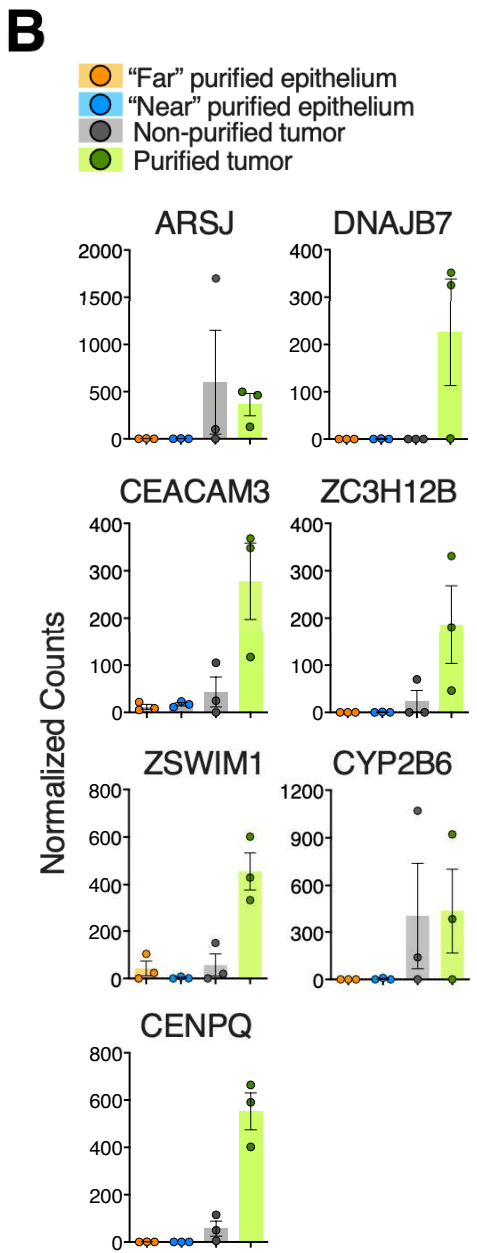 B
“Far” purified epithelium
“Near” purified epithelium
Non-purified tumor
Purified tumor
ARSJ
2000
1500
1000
500
0
DNAJB7
400
300
200
100
0
CEACAM3
400
300
200
100
0
ZC3H12B
400
300
200
100
0
Normalized Counts
ZSWIM1
800
600
400
200
0
CYP2B6
1200
900
600
300
0
CENPQ
800
600
400
200
0